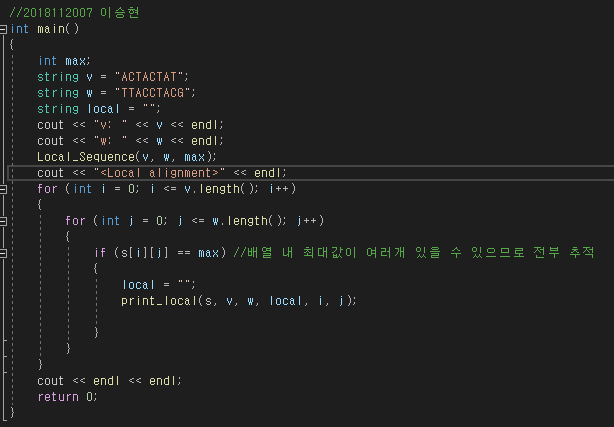 //2018112007 이승현
int main()
{
int max;
string v = "ACTACTAT";
string w = "TTACCTACG";
string local = "";
cout << "v: " << v << endl;
cout << "w: " << w << endl;
Local_Sequence(v, w, max);
cout << "<Local alignment>" << endl;
for (int i = 0; i <= v.length(); i++)
{
for (int j = 0; j <= w.length(); j++)
{
if (s[i][j] == max) //배열 내 최대값이 여러개 있을 수 있으므로 전부 추적
{
local = "";
print_local(s, v, w, local, i, j);
}
}
}
cout << endl << endl;
return 0;
}